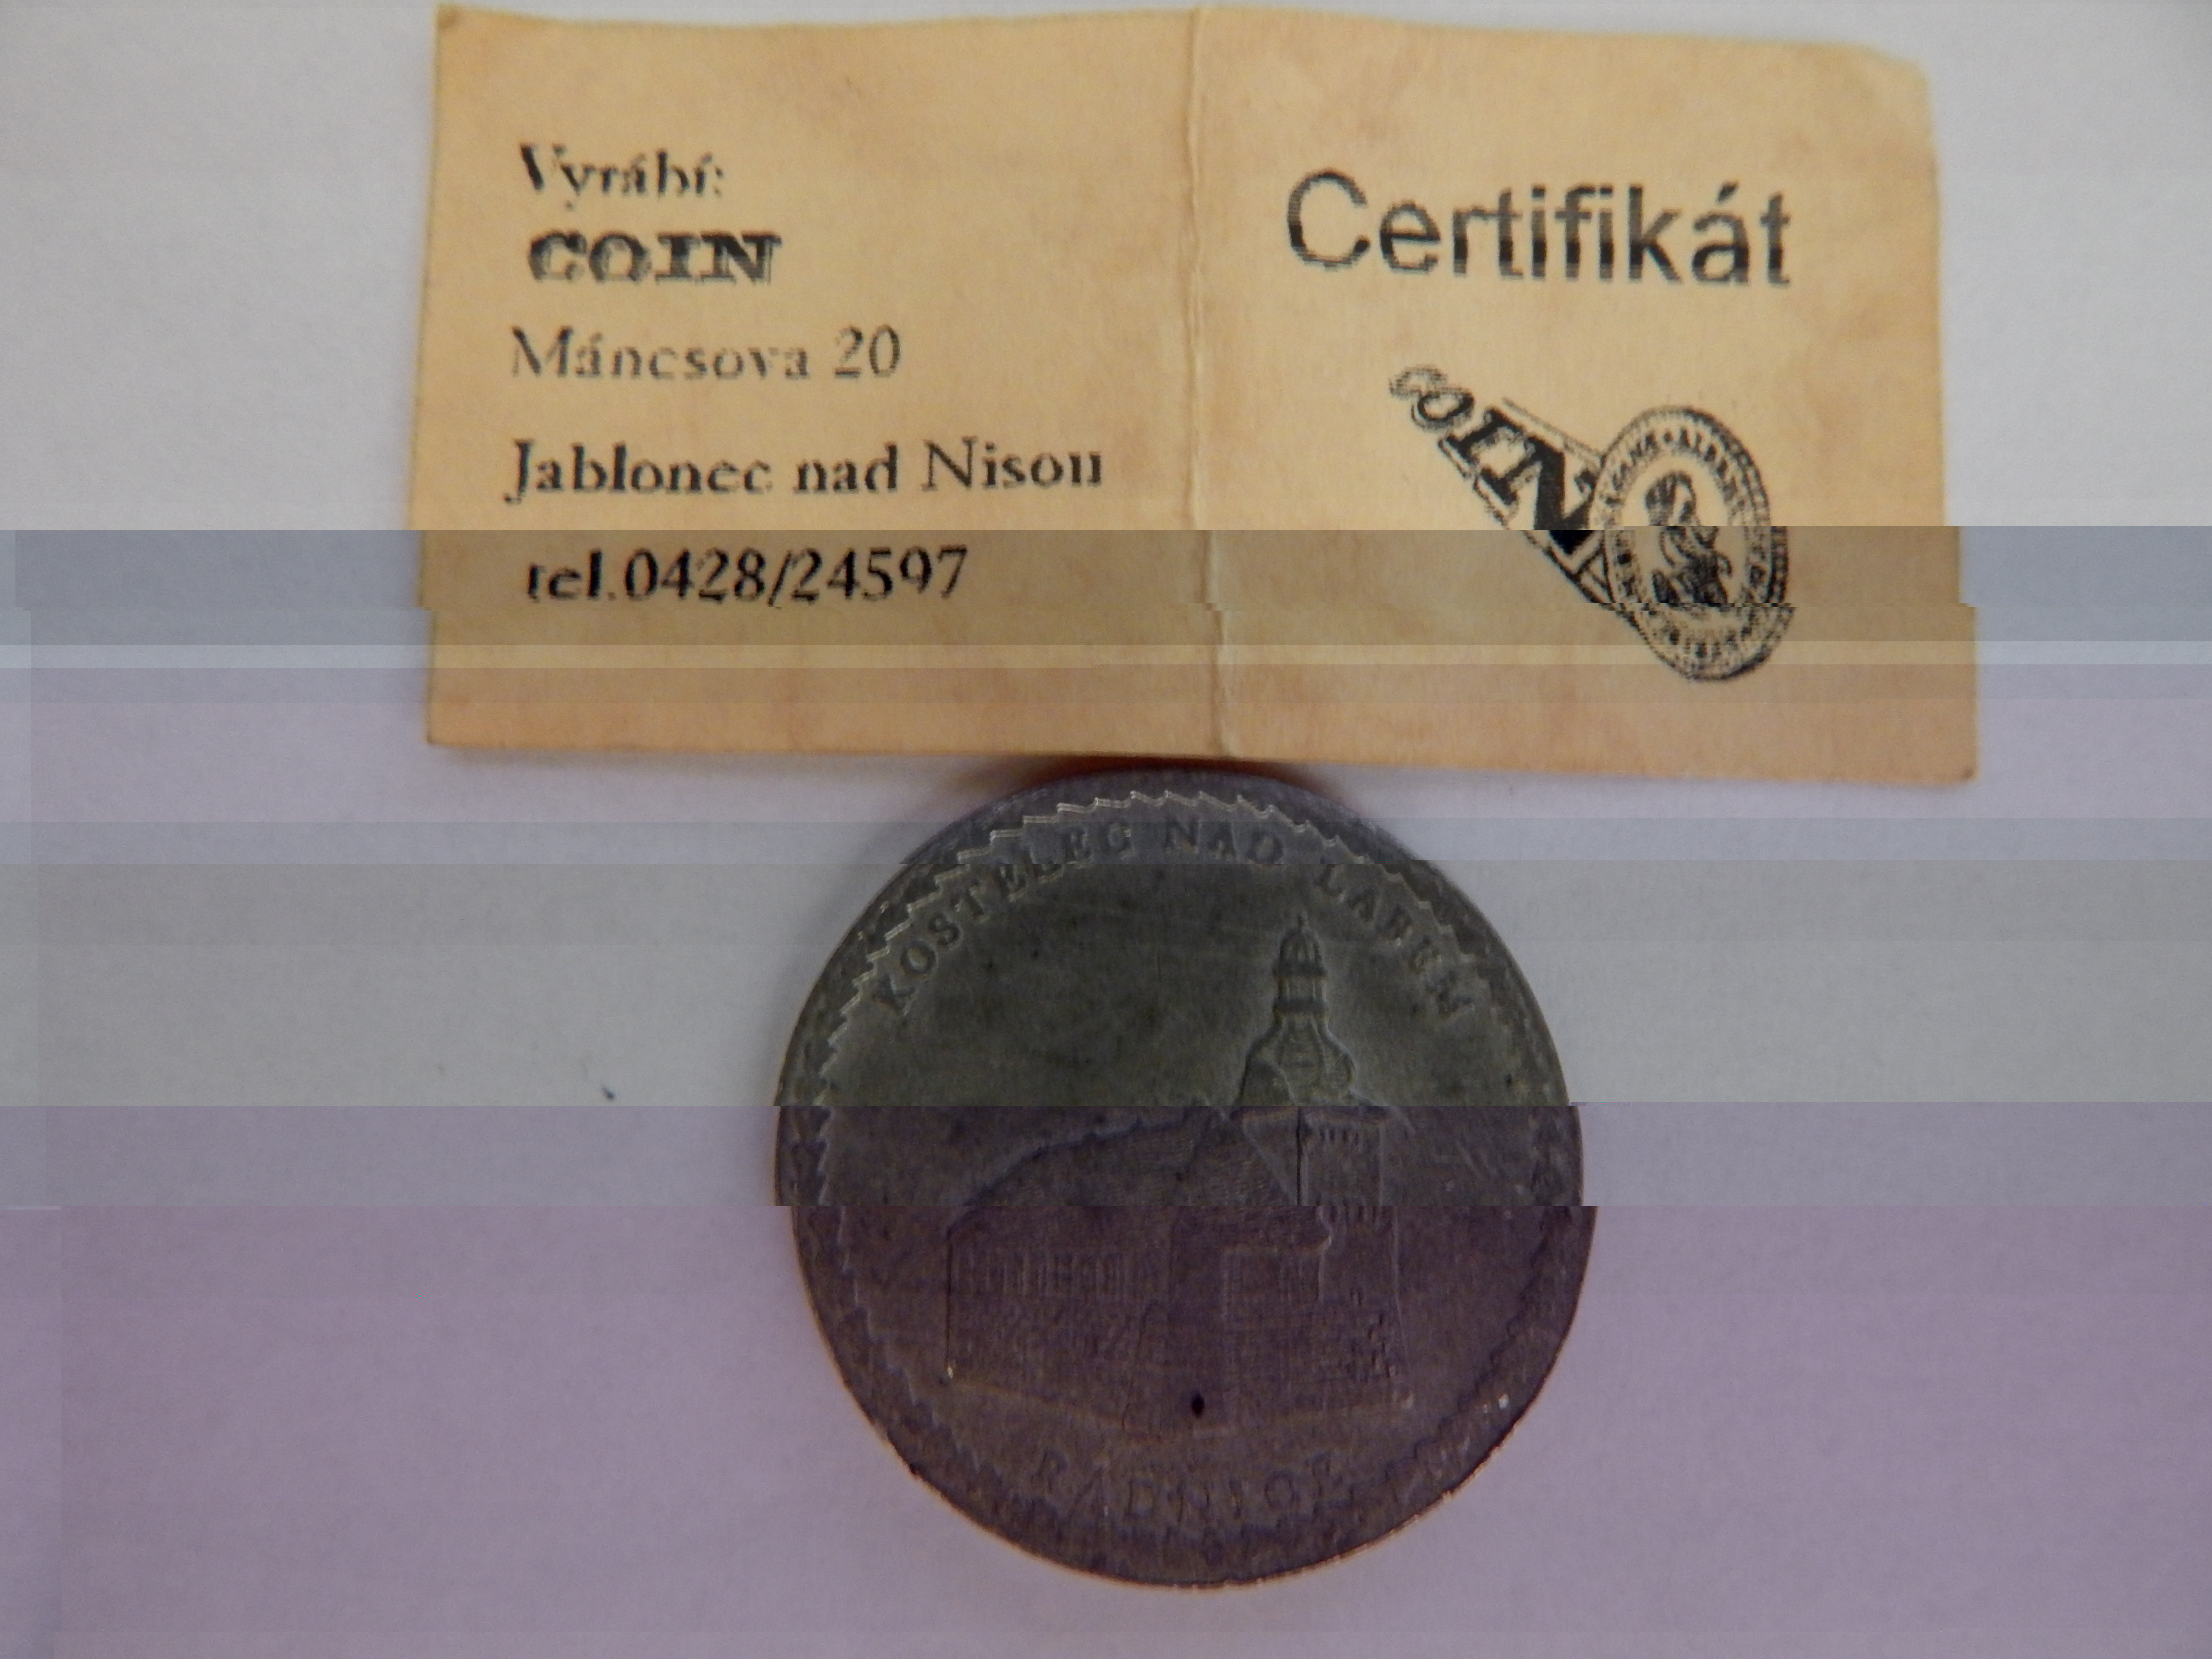 Vyrábí:
COIN
Máncsova 20
Jablonec nad Nisou
tel.0428/24597
Certifikát
COIN
KOSTELEC NAD LABEM
RADNICE